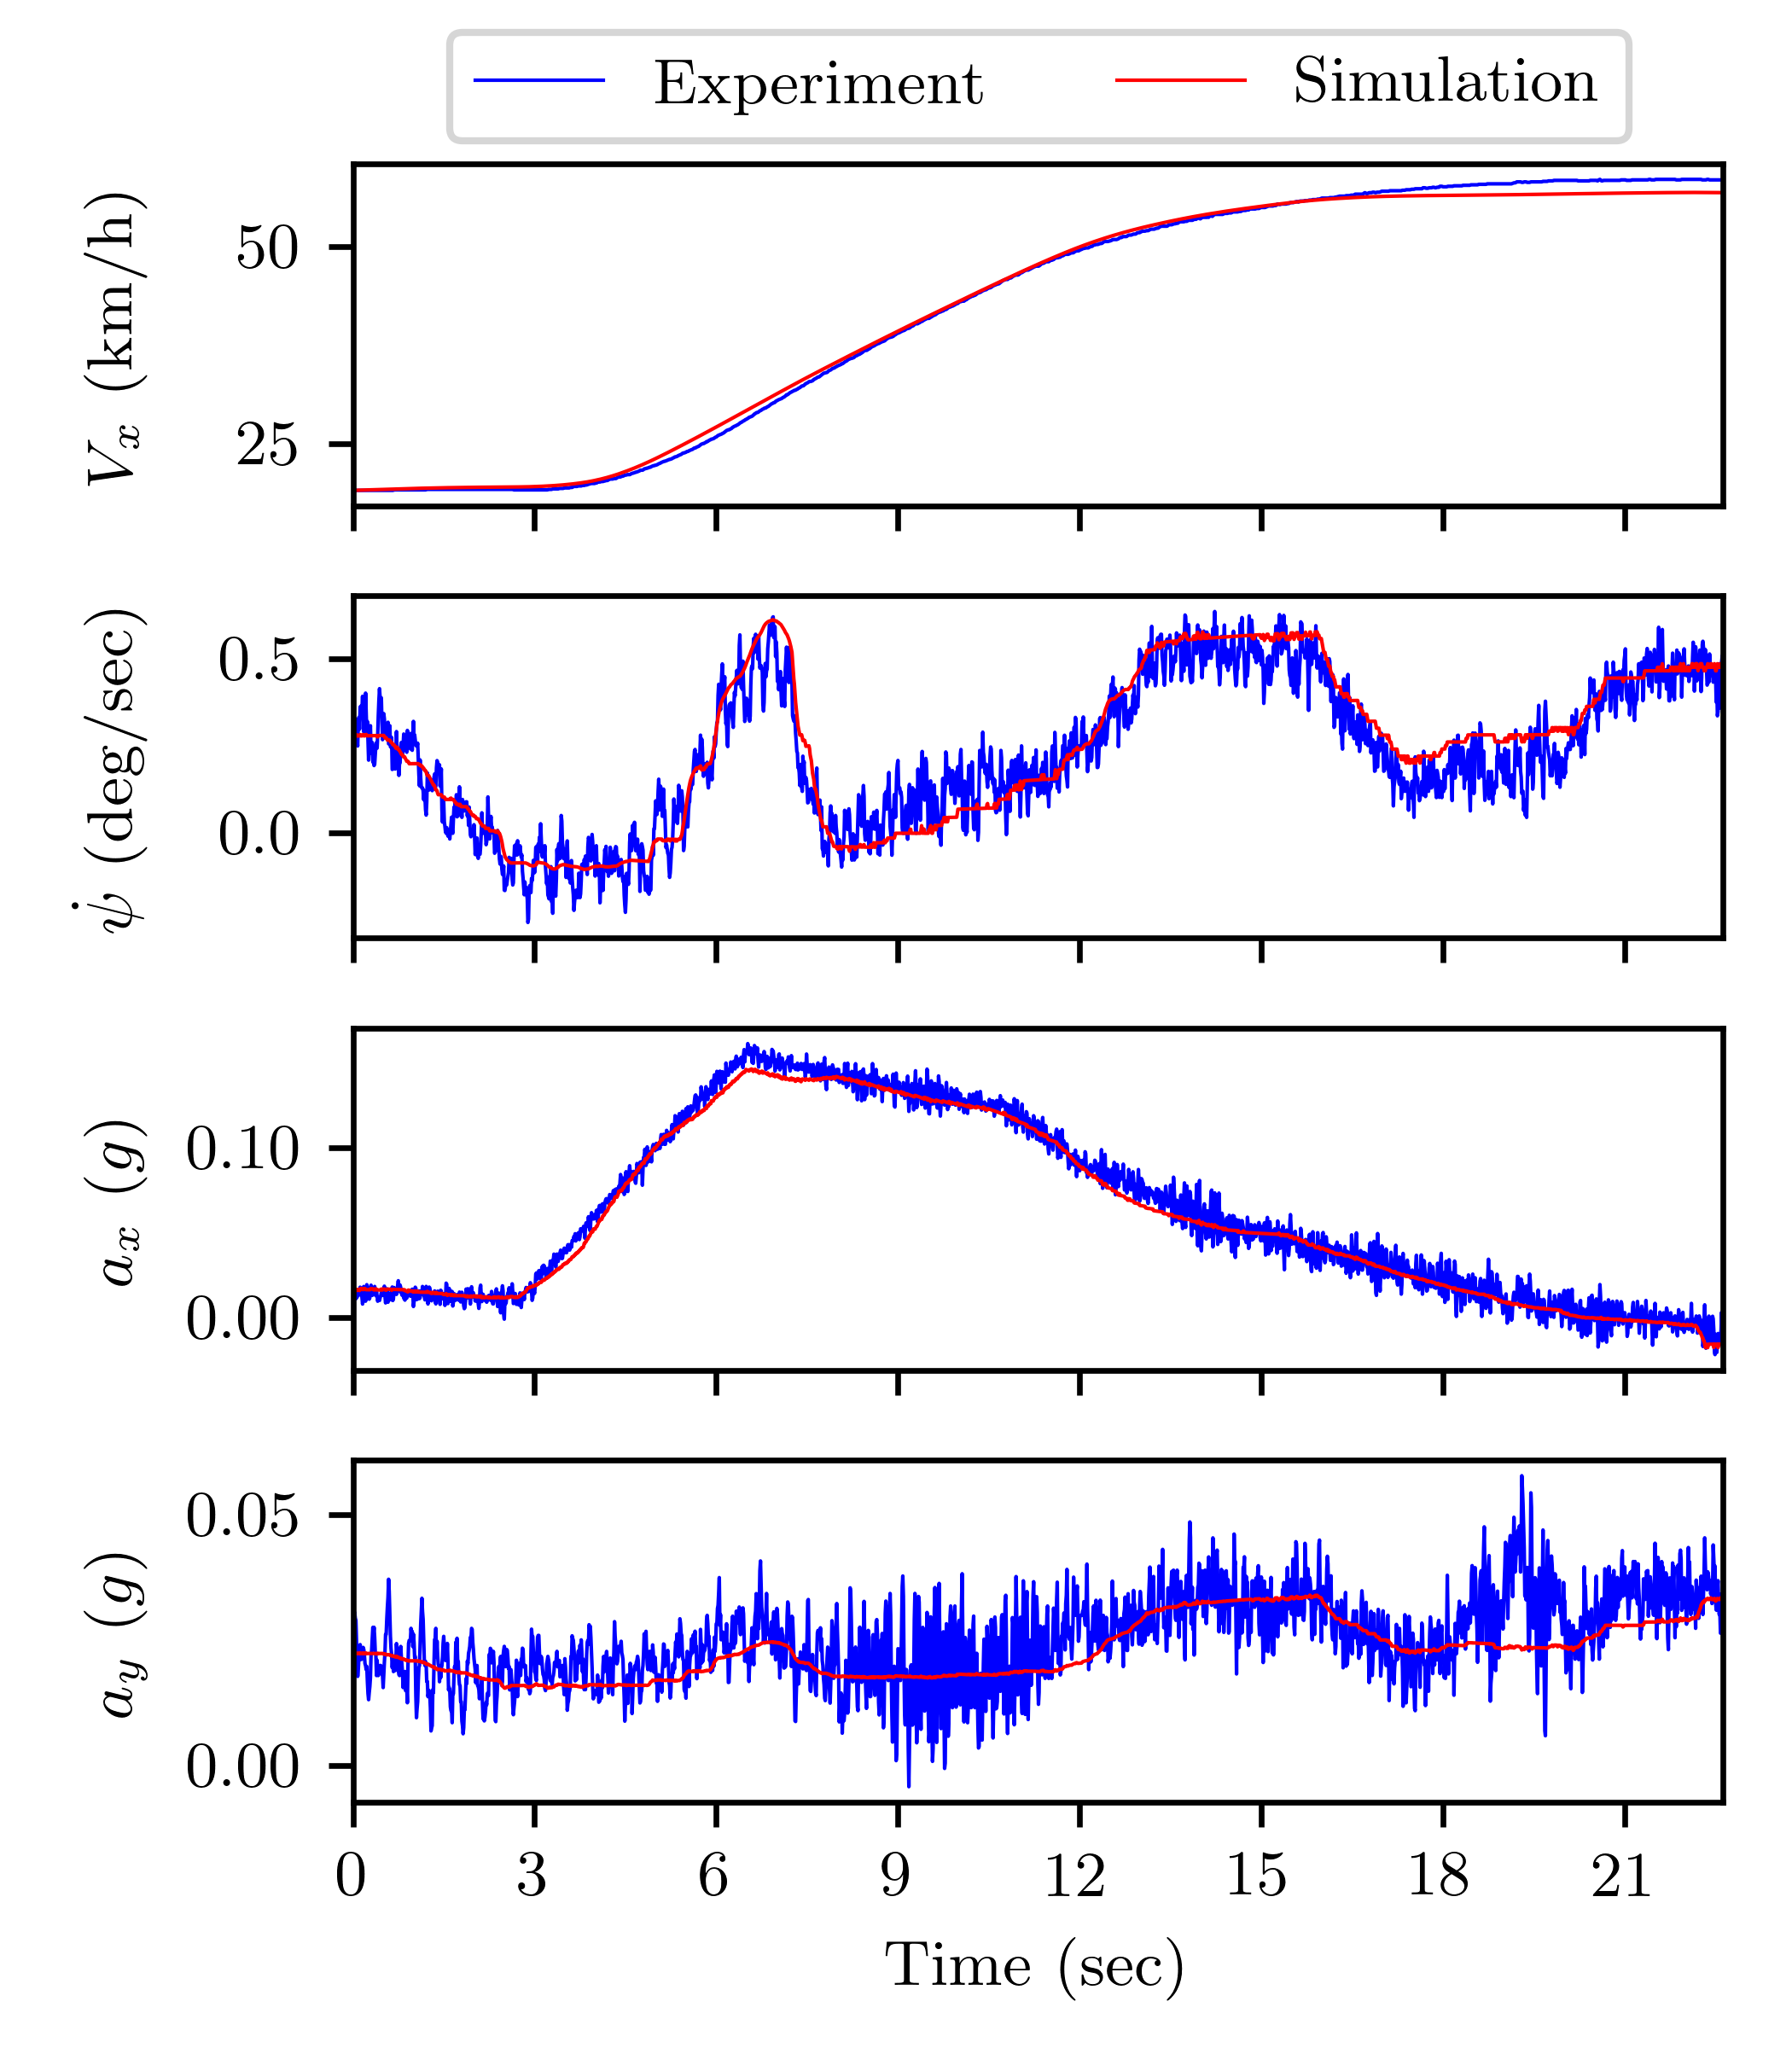 Experiment Simulation
V_x (km/h)
50
25
ψ̇ (deg/sec)
0.5
0.0
a_x (g)
0.10
0.00
a_y (g)
0.05
0.00
0 3 6 9 12 15 18 21
Time (sec)